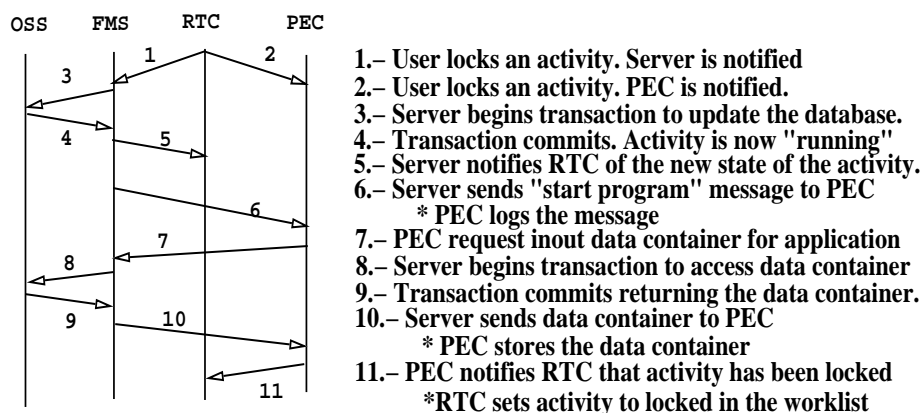 OSS FMS RTC PEC
1 2
3
4 5
6
7
8
9 10
11
1.– User locks an activity. Server is notified
2.– User locks an activity. PEC is notified.
3.– Server begins transaction to update the database.
4.– Transaction commits. Activity is now "running"
5.– Server notifies RTC of the new state of the activity.
6.– Server sends "start program" message to PEC
* PEC logs the message
7.– PEC request inout data container for application
8.– Server begins transaction to access data container
9.– Transaction commits returning the data container.
10.– Server sends data container to PEC
* PEC stores the data container
11.– PEC notifies RTC that activity has been locked
*RTC sets activity to locked in the worklist